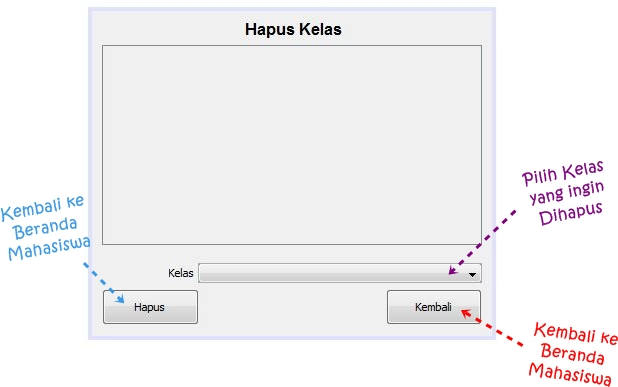 Hapus Kelas
Pilih Kelas
yang ingin
Dihapus
Kembali ke
Beranda
Mahasiswa
Kelas
Hapus
Kembali
Kembali ke
Beranda
Mahasiswa